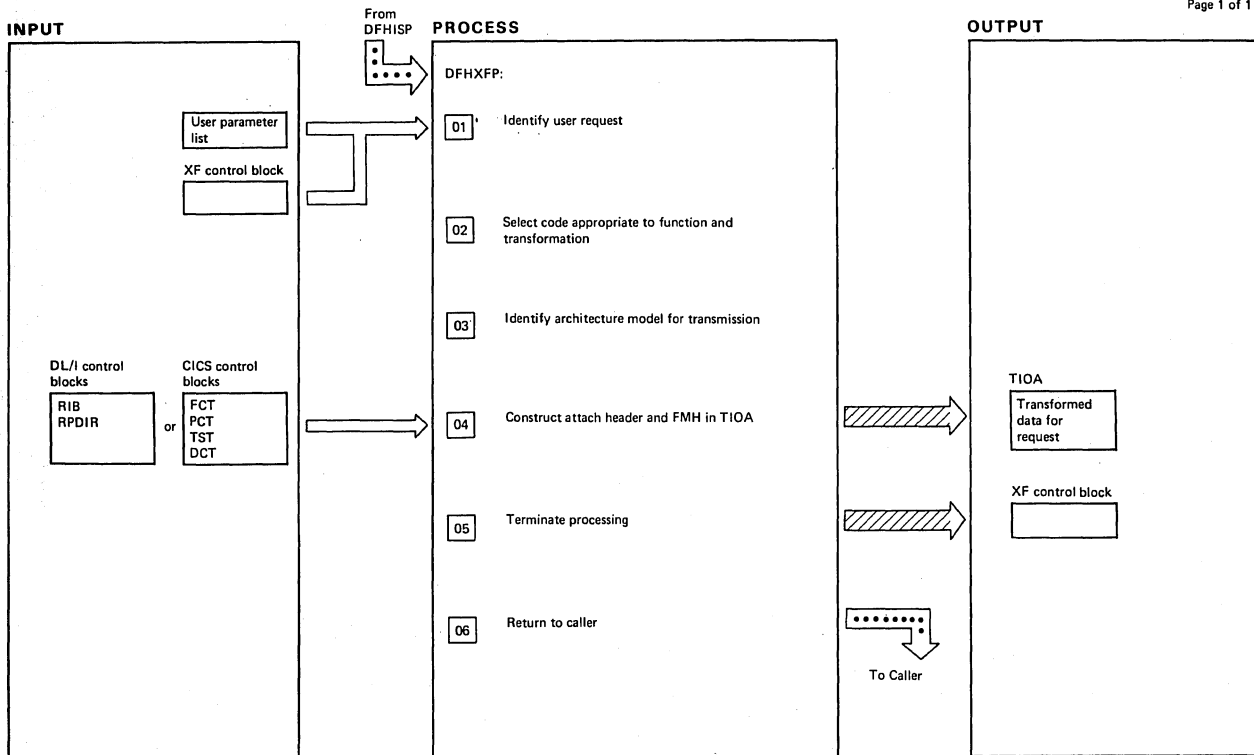 Page 1 of 1
INPUT
From
DFHISP
PROCESS
OUTPUT
DFHXFP:
User parameter
list
XF control block
01 Identify user request
02 Select code appropriate to function and
transformation
03 Identify architecture model for transmission
DL/I control
blocks
RIB
RPDIR
or
CICS control
blocks
FCT
PCT
TST
DCT
04 Construct attach header and FMH in TIOA
TIOA
Transformed
data for
request
XF control block
05 Terminate processing
06 Return to caller
To Caller